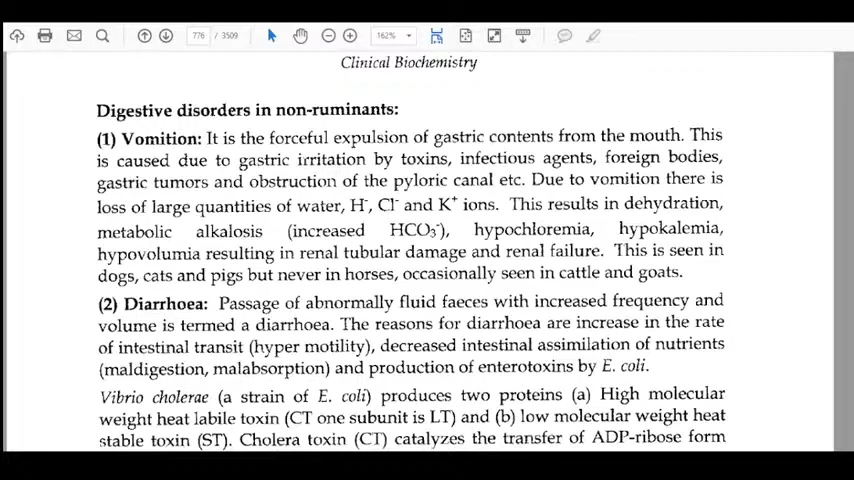 776 / 3509
162%
Clinical Biochemistry
Digestive disorders in non-ruminants:
(1) Vomition: It is the forceful expulsion of gastric contents from the mouth. This
is caused due to gastric irritation by toxins, infectious agents, foreign bodies,
gastric tumors and obstruction of the pyloric canal etc. Due to vomition there is
loss of large quantities of water, H⁻, Cl⁻ and K⁺ ions. This results in dehydration,
metabolic alkalosis (increased HCO₃⁻), hypochloremia, hypokalemia,
hypovolumia resulting in renal tubular damage and renal failure. This is seen in
dogs, cats and pigs but never in horses, occasionally seen in cattle and goats.
(2) Diarrhoea: Passage of abnormally fluid faeces with increased frequency and
volume is termed a diarrhoea. The reasons for diarrhoea are increase in the rate
of intestinal transit (hyper motility), decreased intestinal assimilation of nutrients
(maldigestion, malabsorption) and production of enterotoxins by E. coli.
Vibrio cholerae (a strain of E. coli) produces two proteins (a) High molecular
weight heat labile toxin (CT one subunit is LT) and (b) low molecular weight heat
stable toxin (ST). Cholera toxin (CT) catalyzes the transfer of ADP-ribose form